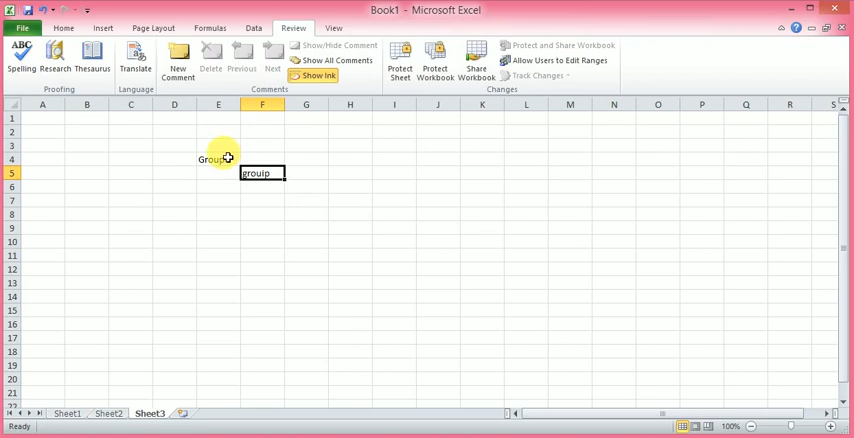 Book1 - Microsoft Excel
File Home Insert Page Layout Formulas Data Review View
ABC
Spelling Research Thesaurus
Proofing
Translate
Language
New Comment Delete Previous Next
Show/Hide Comment
Show All Comments
Show Ink
Comments
Protect Sheet Protect Workbook Share Workbook
Protect and Share Workbook
Allow Users to Edit Ranges
Track Changes
Changes
A B C D E F G H I J K L M N O P Q R S
1
2
3
4 Group
5 grouip
6
7
8
9
10
11
12
13
14
15
16
17
18
19
20
21
22
Sheet1 Sheet2 Sheet3
Ready 100%